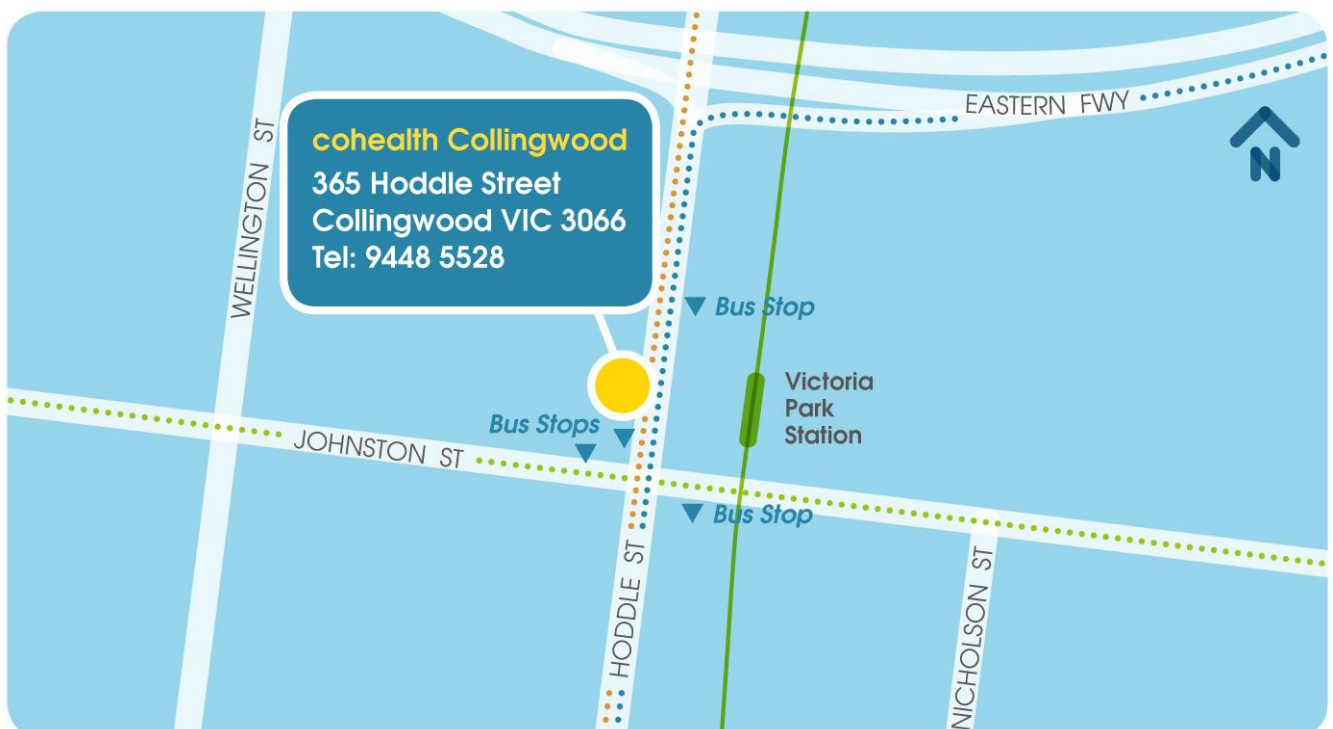 EASTERN FWY
WELLINGTON ST
cohealth Collingwood
365 Hoddle Street
Collingwood VIC 3066
Tel: 9448 5528
N
Bus Stop
Victoria
Park
Station
Bus Stops
JOHNSTON ST
Bus Stop
HODDLE ST
NICHOLSON ST